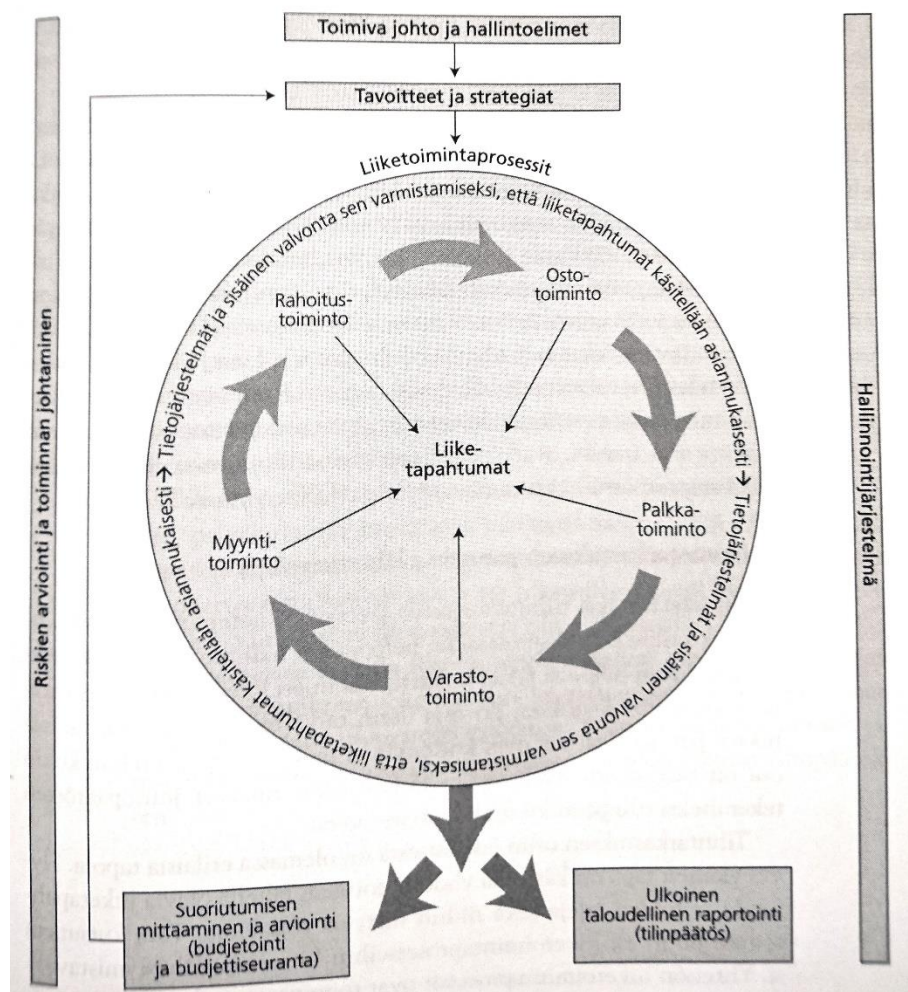 Toimiva johto ja hallintoelimet
Tavoitteet ja strategiat
Liiketoimintaprosessit
Tietojärjestelmät ja sisäinen valvonta sen varmistamiseksi, että liiketapahtumat käsitellään asianmukaisesti →
Tietojärjestelmät ja sisäinen valvonta sen varmistamiseksi, että liiketapahtumat käsitellään asianmukaisesti →
Osto-
toiminto
Rahoitus-
toiminto
Liike-
tapahtumat
Palkka-
toiminto
Myynti-
toiminto
Varasto-
toiminto
Riskien arviointi ja toiminnan johtaminen
Hallinnointijärjestelmä
Suoriutumisen
mittaaminen ja arviointi
(budjetointi
ja budjettiseuranta)
Ulkoinen
taloudellinen raportointi
(tilinpäätös)